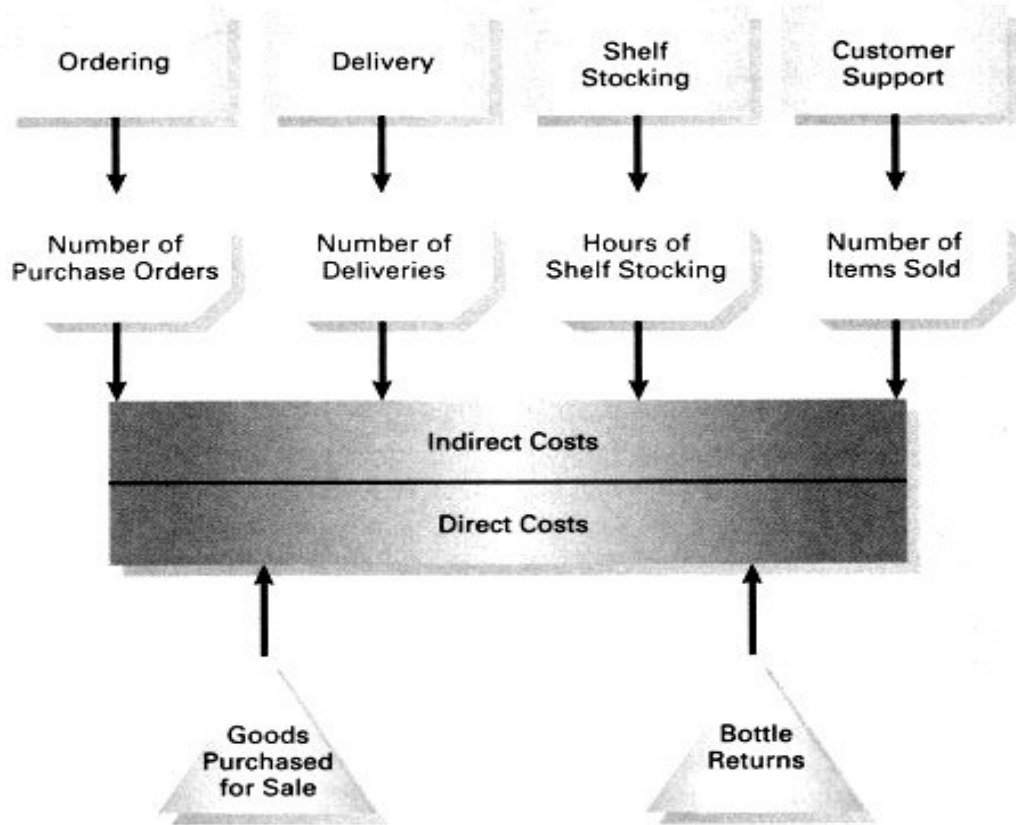 Ordering
Delivery
Shelf
Stocking
Customer
Support
Number of
Purchase Orders
Number of
Deliveries
Hours of
Shelf Stocking
Number of
Items Sold
Indirect Costs
Direct Costs
Goods
Purchased
for Sale
Bottle
Returns